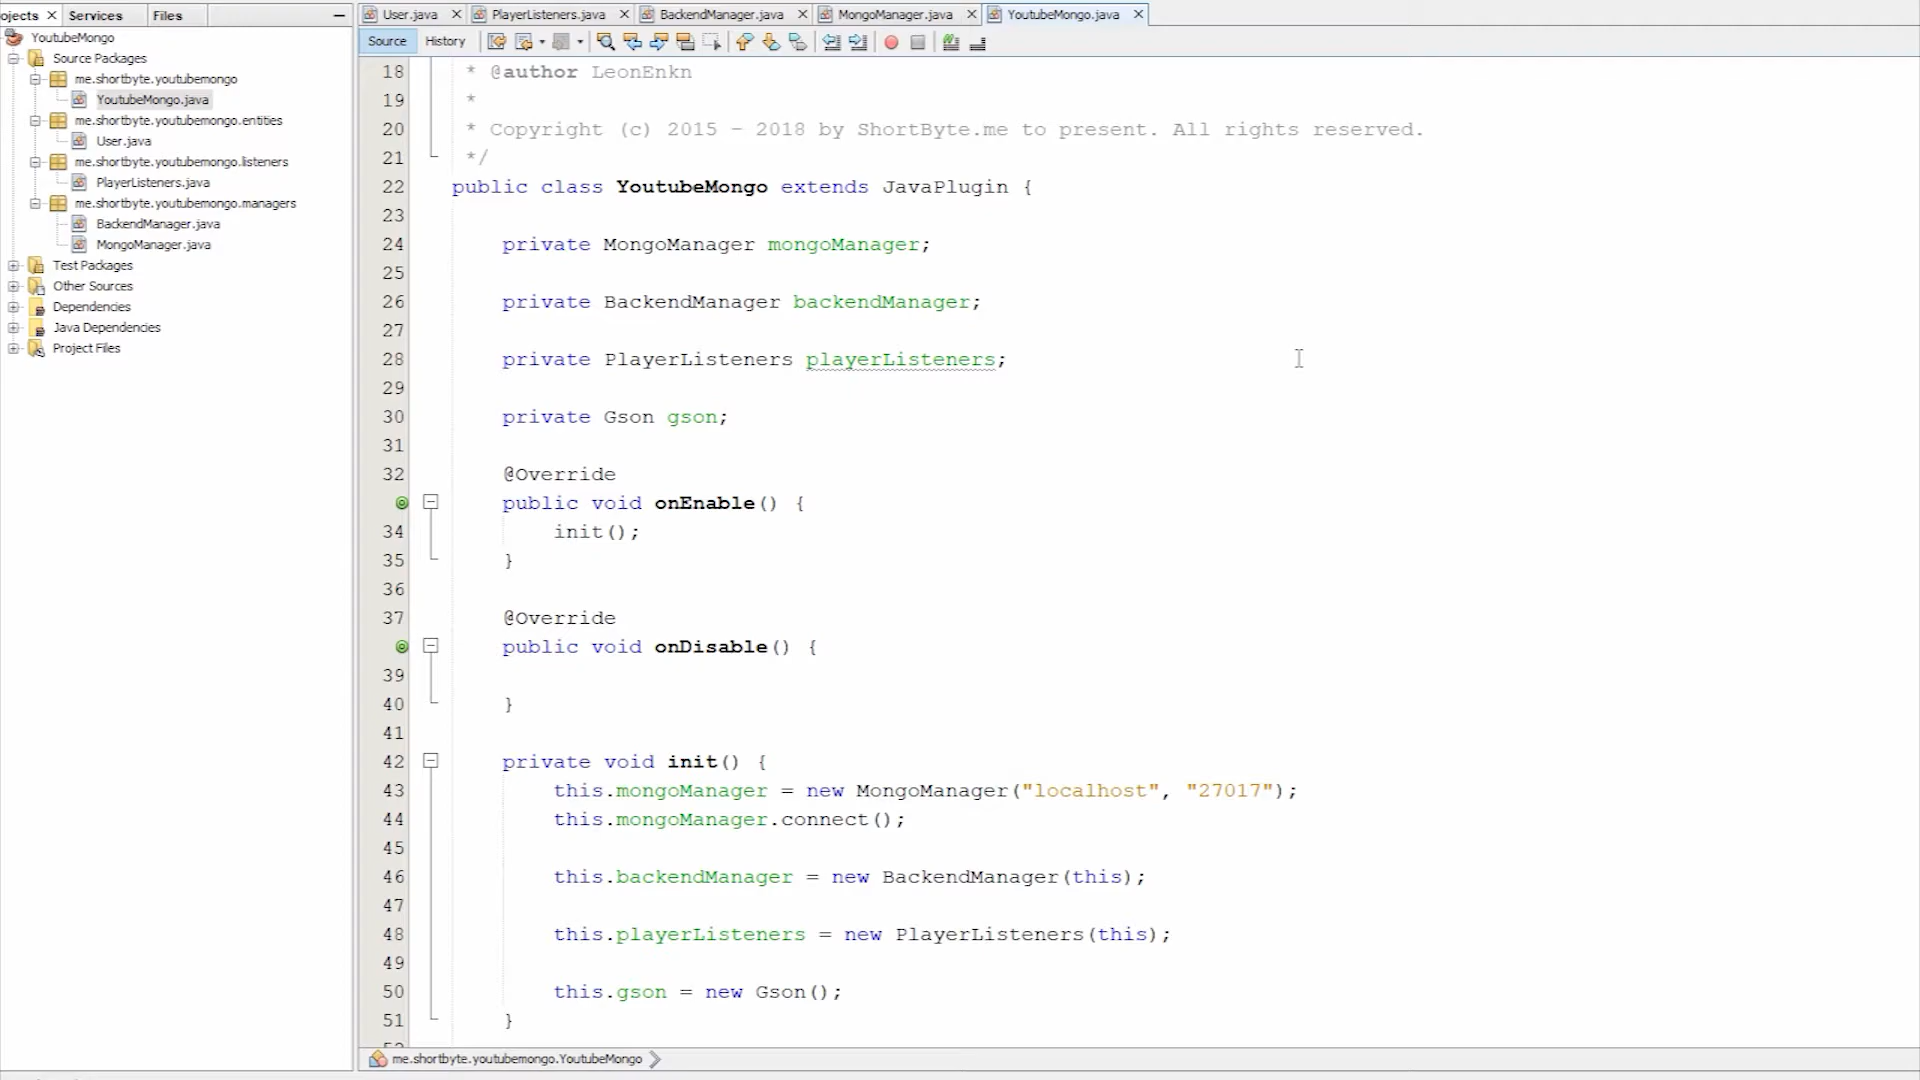 ojects
Services
Files
YoutubeMongo
Source Packages
me.shortbyte.youtubemongo
YoutubeMongo.java
me.shortbyte.youtubemongo.entities
User.java
me.shortbyte.youtubemongo.listeners
PlayerListeners.java
me.shortbyte.youtubemongo.managers
BackendManager.java
MongoManager.java
Test Packages
Other Sources
Dependencies
Java Dependencies
Project Files
User.java
PlayerListeners.java
BackendManager.java
MongoManager.java
YoutubeMongo.java
Source
History
18 * @author LeonEnkn
19 *
20 * Copyright (c) 2015 - 2018 by ShortByte.me to present. All rights reserved.
21 */
22 public class YoutubeMongo extends JavaPlugin {
23
24 private MongoManager mongoManager;
25
26 private BackendManager backendManager;
27
28 private PlayerListeners playerListeners;
29
30 private Gson gson;
31
32 @Override
public void onEnable() {
34 init();
35 }
36
37 @Override
public void onDisable() {
39
40 }
41
42 private void init() {
43 this.mongoManager = new MongoManager("localhost", "27017");
44 this.mongoManager.connect();
45
46 this.backendManager = new BackendManager(this);
47
48 this.playerListeners = new PlayerListeners(this);
49
50 this.gson = new Gson();
51 }
me.shortbyte.youtubemongo.YoutubeMongo